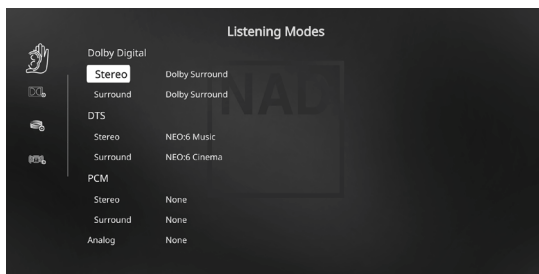 Listening Modes
Dolby Digital
Stereo Dolby Surround
Surround Dolby Surround
DTS
Stereo NEO:6 Music
Surround NEO:6 Cinema
PCM
Stereo None
Surround None
Analog None
NAD